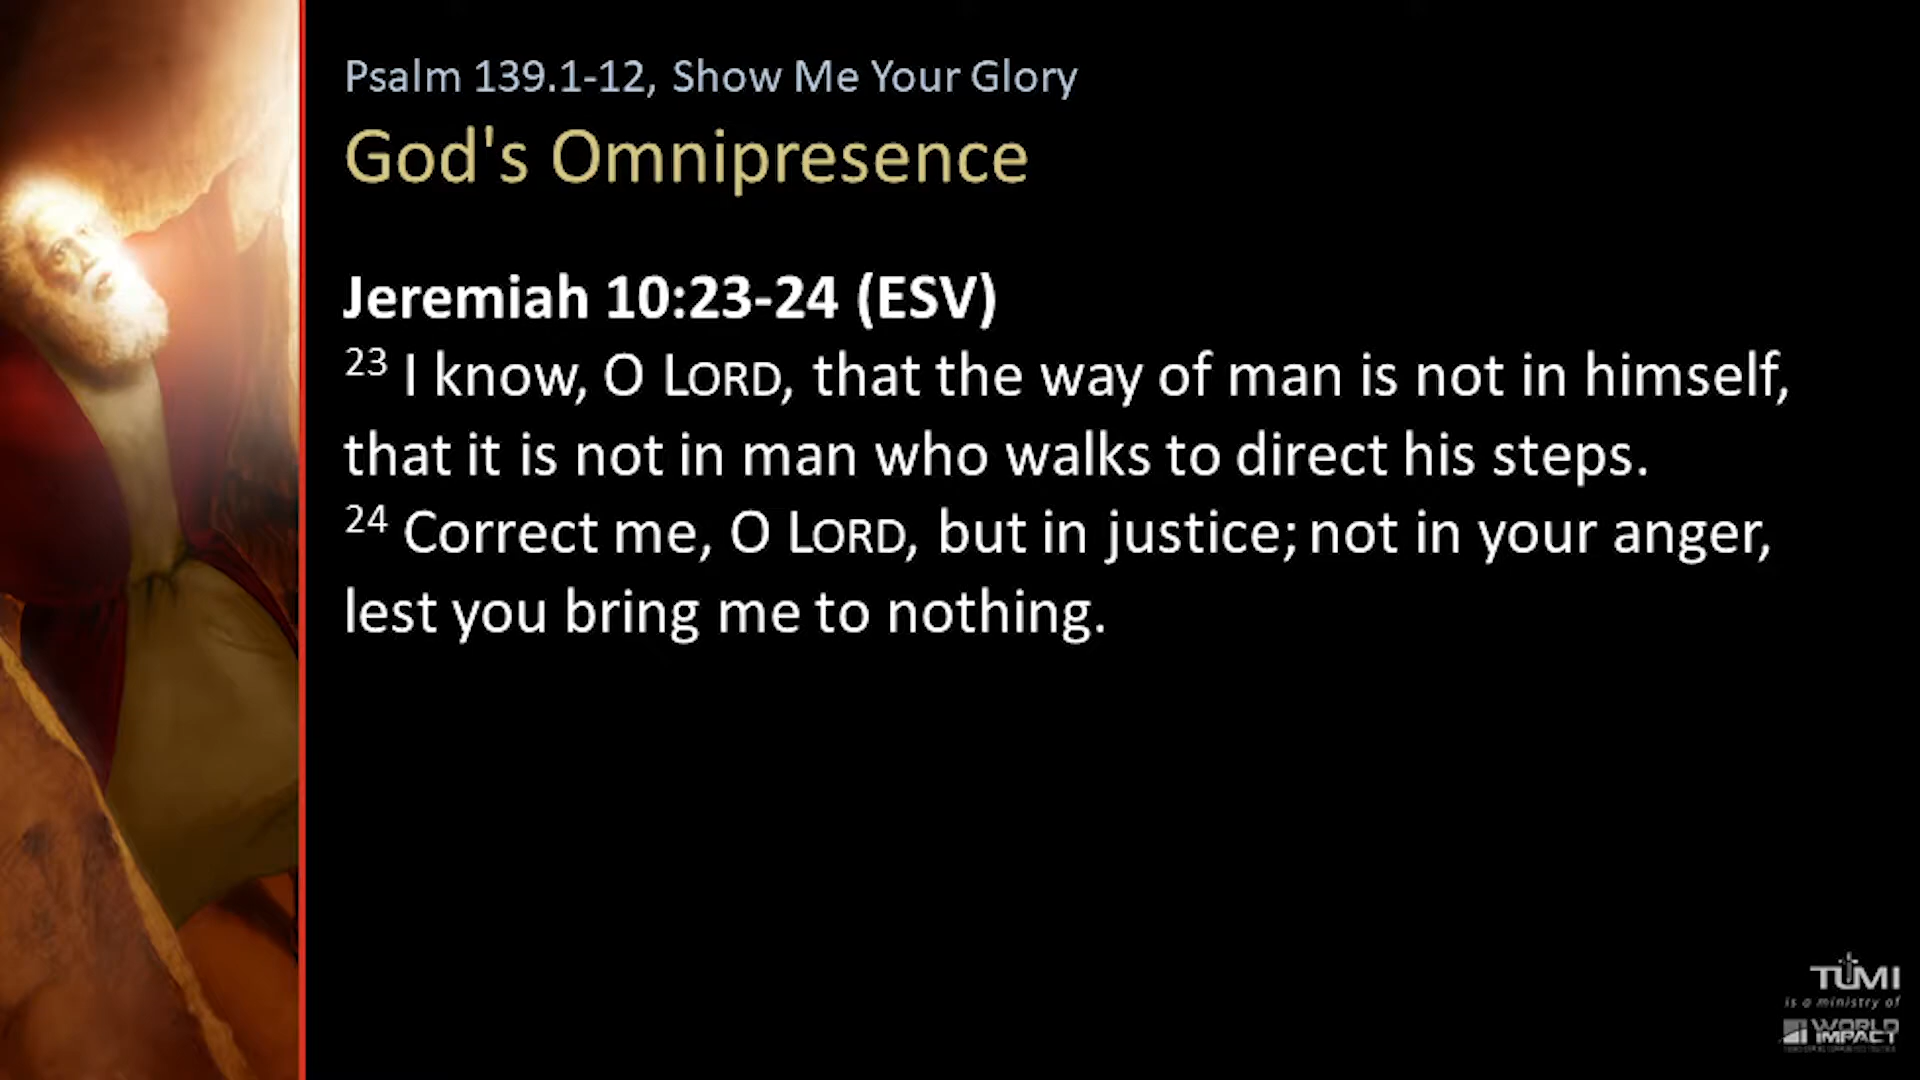 Psalm 139.1-12, Show Me Your Glory
God's Omnipresence
Jeremiah 10:23-24 (ESV)
23 I know, O LORD, that the way of man is not in himself,
that it is not in man who walks to direct his steps.
24 Correct me, O LORD, but in justice; not in your anger,
lest you bring me to nothing.
TUMI
is a ministry of
WORLD
IMPACT